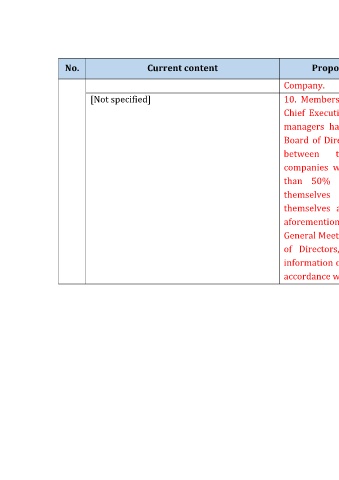 No. Current content Propo
Company.
[Not specified] 10. Members
Chief Executi
managers ha
Board of Dire
between t
companies w
than 50%
themselves
themselves a
aforemention
General Meet
of Directors,
information o
accordance w